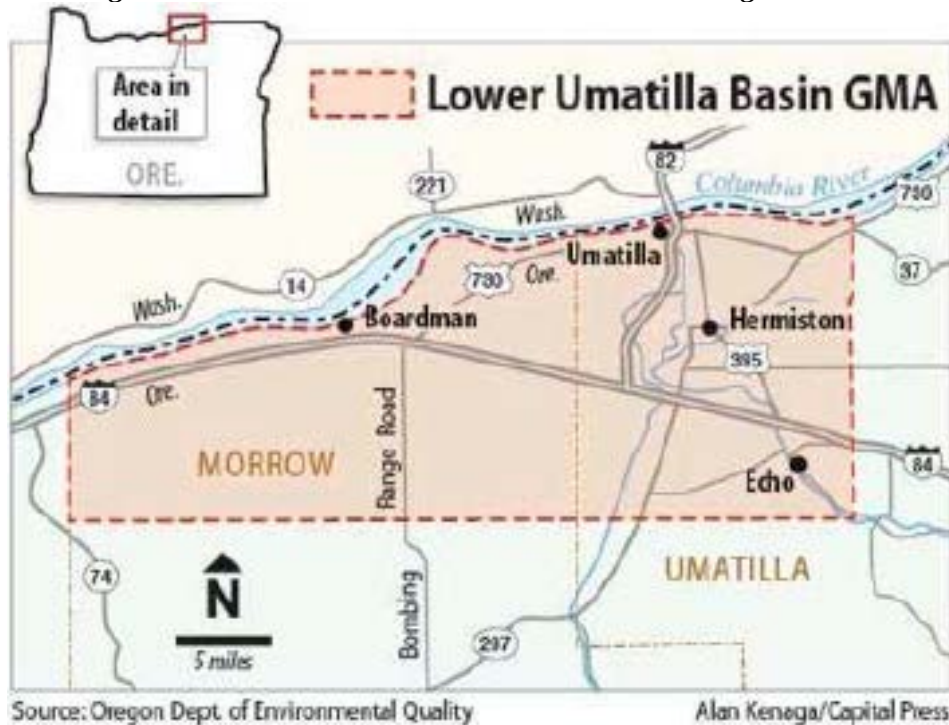 Area in
detail
ORE.
Lower Umatilla Basin GMA
82
Columbia River
221
Wash.
730
Umatilla
37
14
730
Ore.
Wash.
Boardman
Hermiston
395
84
Ore.
Range Road
MORROW
84
Echo
UMATILLA
74
N
Bombing
207
5 miles
Source: Oregon Dept. of Environmental Quality
Alan Kenaga/Capital Press